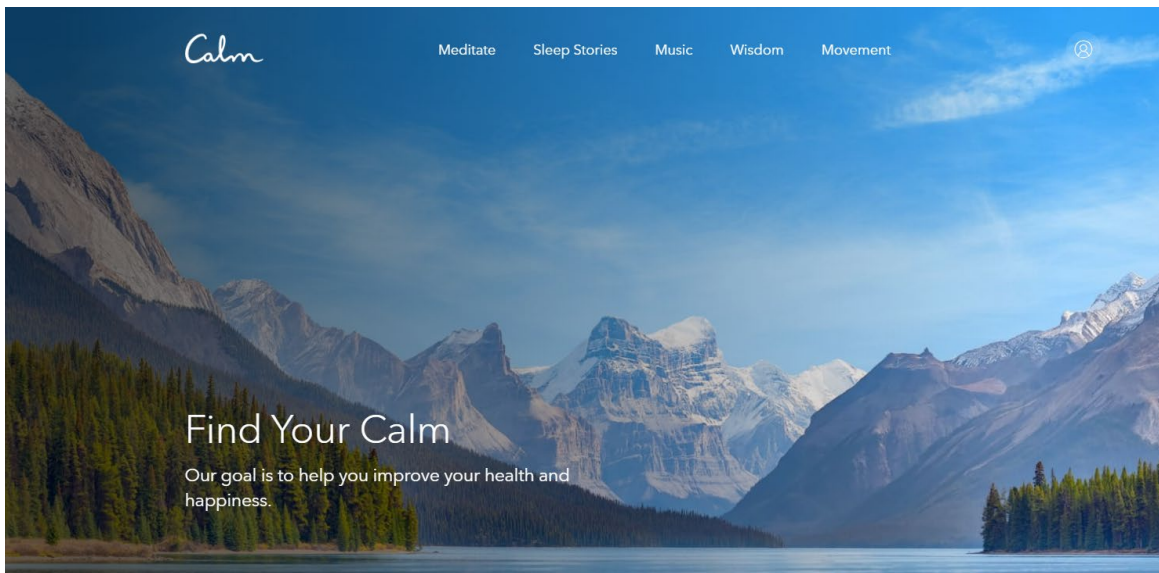 Calm
Meditate Sleep Stories Music Wisdom Movement
Find Your Calm
Our goal is to help you improve your health and
happiness.